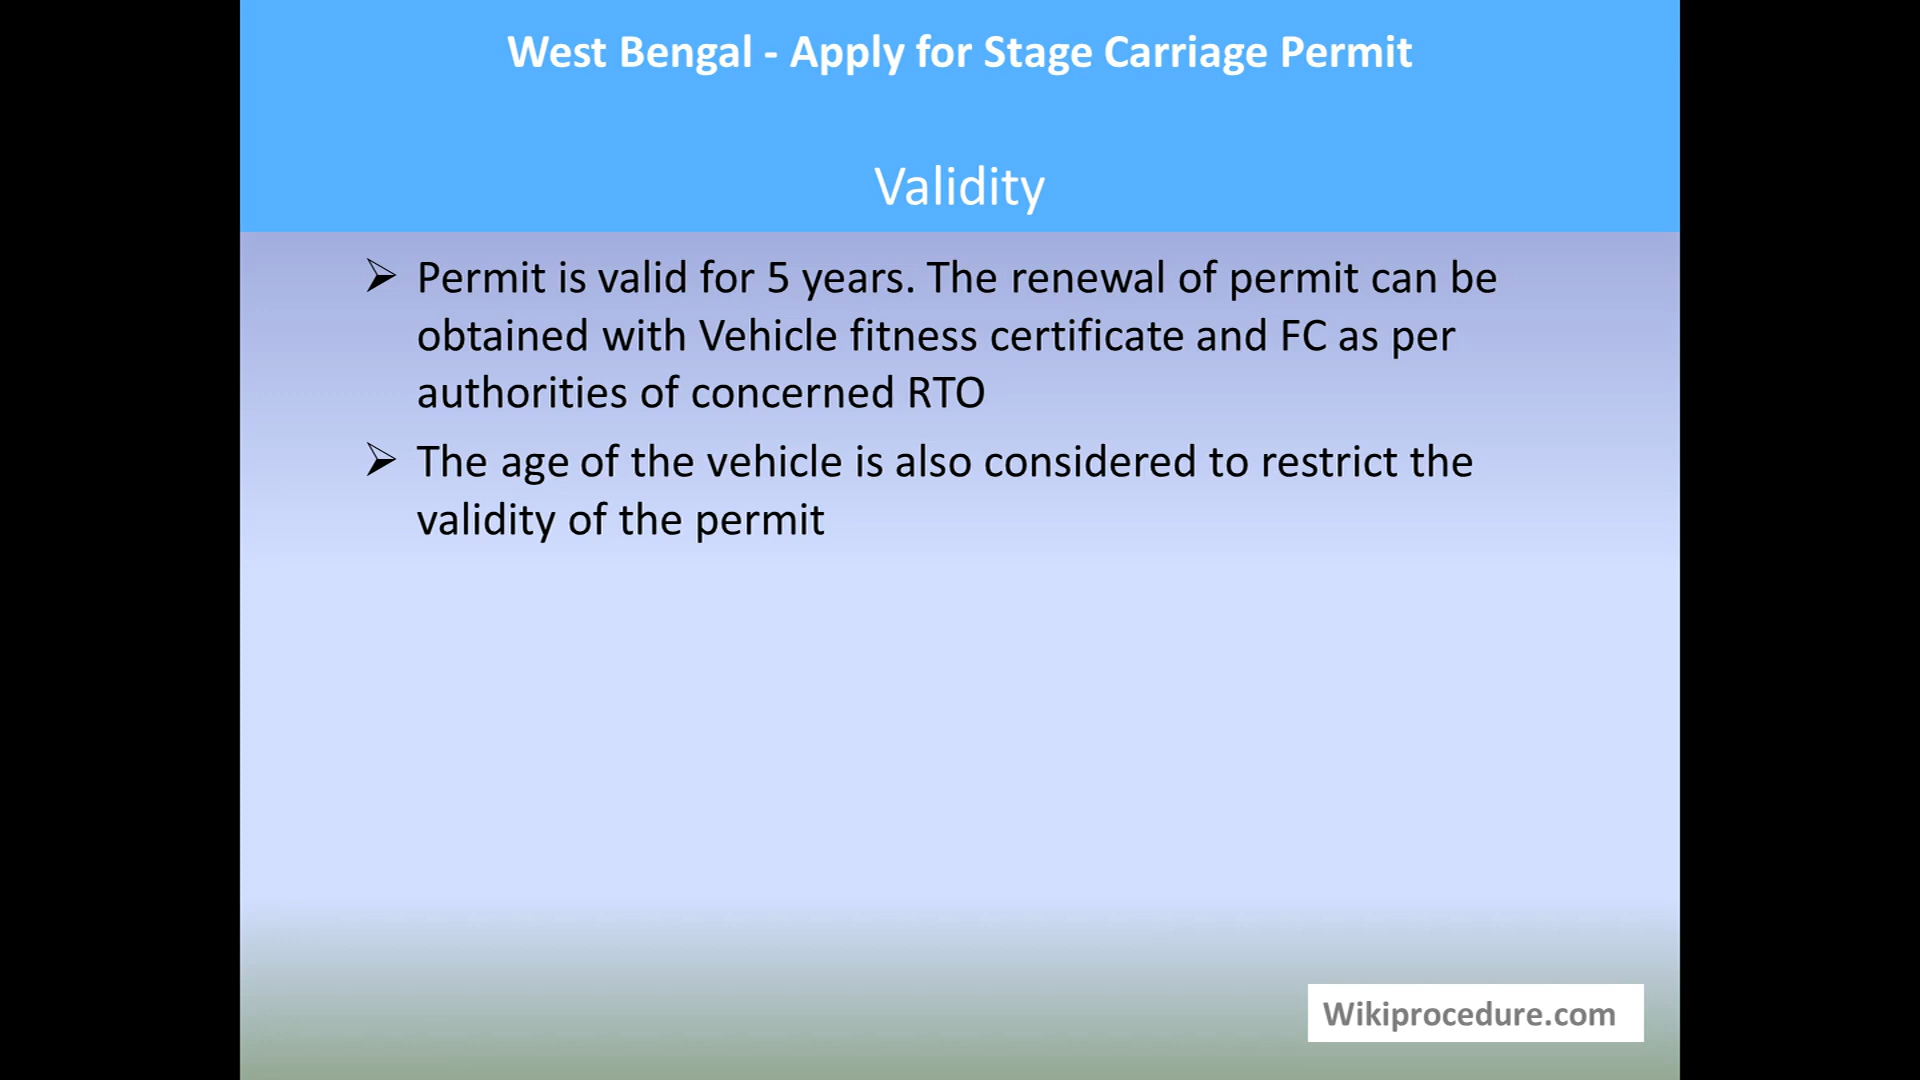 West Bengal - Apply for Stage Carriage Permit
Validity
➢ Permit is valid for 5 years. The renewal of permit can be
obtained with Vehicle fitness certificate and FC as per
authorities of concerned RTO
➢ The age of the vehicle is also considered to restrict the
validity of the permit
Wikiprocedure.com